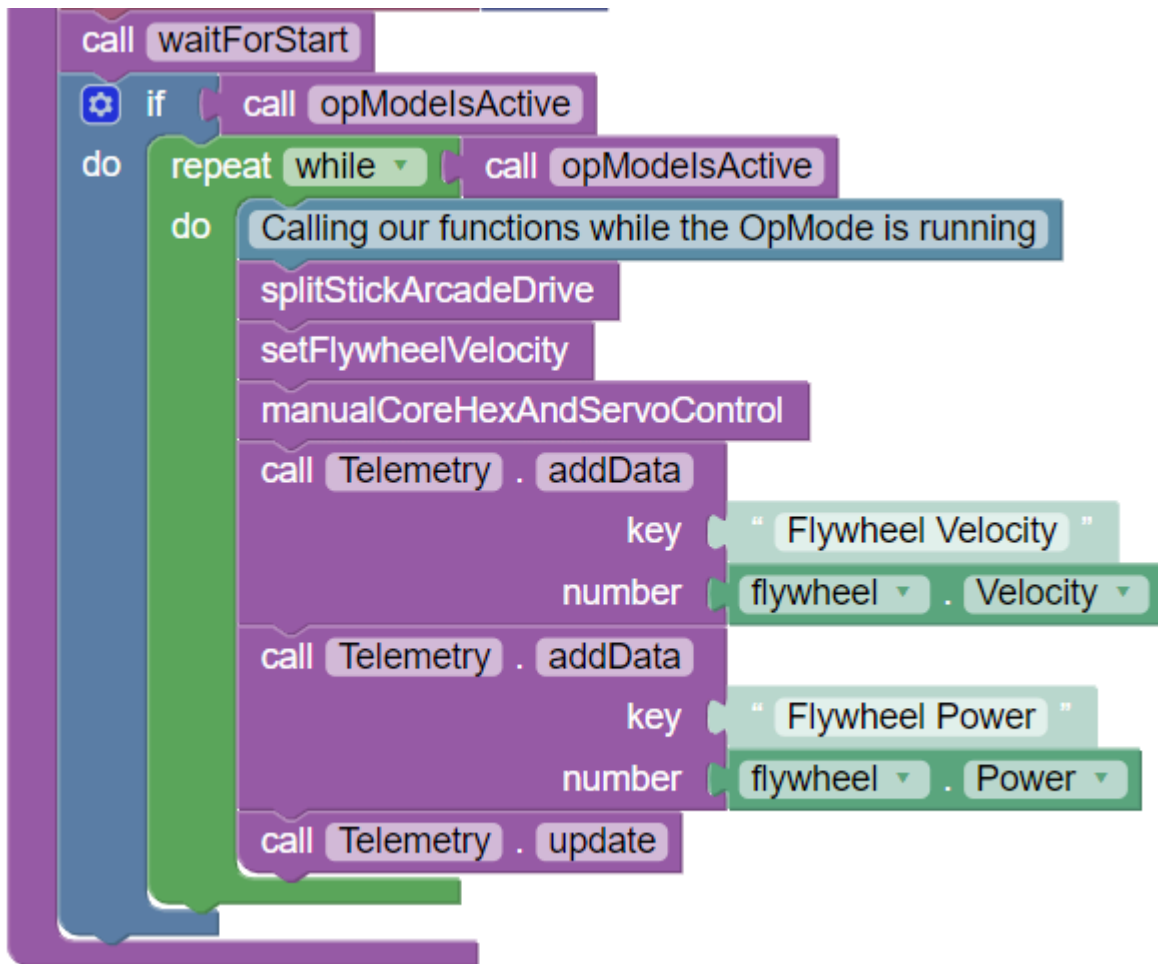 call waitForStart
if call opModeIsActive
do repeat while call opModeIsActive
do Calling our functions while the OpMode is running
splitStickArcadeDrive
setFlywheelVelocity
manualCoreHexAndServoControl
call Telemetry . addData
key “ Flywheel Velocity ”
number flywheel . Velocity
call Telemetry . addData
key “ Flywheel Power ”
number flywheel . Power
call Telemetry . update